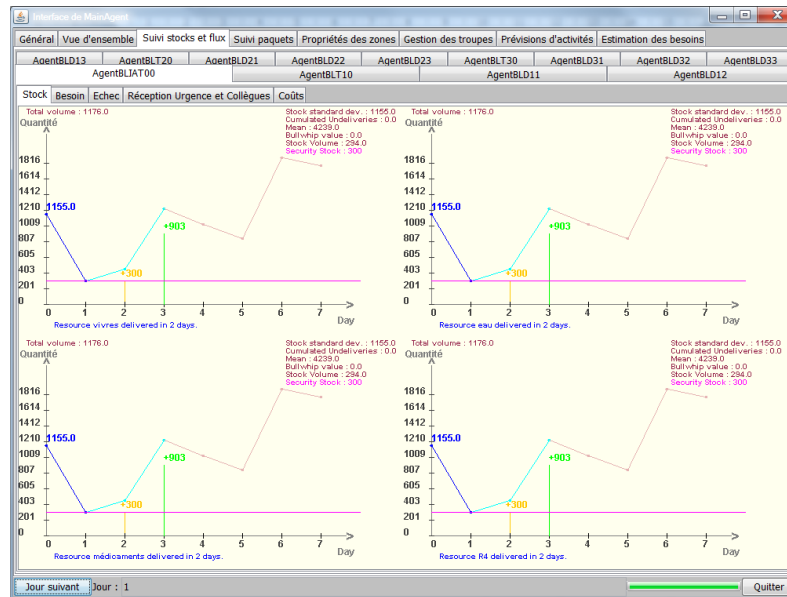 Interface de MainAgent
Général Vue d'ensemble Suivi stocks et flux Suivi paquets Propriétés des zones Gestion des troupes Prévisions d'activités Estimation des besoins
AgentBLD13 AgentBLT20 AgentBLD21 AgentBLD22 AgentBLD23 AgentBLT30 AgentBLD31 AgentBLD32 AgentBLD33
AgentBLIAT00 AgentBLT10 AgentBLD11 AgentBLD12
Stock Besoin Echec Réception Urgence et Collègues Coûts
Total volume : 1176.0
Quantité
Stock standard dev. : 1155.0
Cumulated Undeliveries : 0.0
Mean : 4239.0
Bullwhip value : 0.0
Stock Volume : 294.0
Security Stock : 300
1816
1614
1412
1210
1009
807
605
403
201
0
1155.0
+300
+903
0 1 2 3 4 5 6 7
Day
Resource vivres delivered in 2 days.
Total volume : 1176.0
Quantité
Stock standard dev. : 1155.0
Cumulated Undeliveries : 0.0
Mean : 4239.0
Bullwhip value : 0.0
Stock Volume : 294.0
Security Stock : 300
1816
1614
1412
1210
1009
807
605
403
201
0
1155.0
+300
+903
0 1 2 3 4 5 6 7
Day
Resource eau delivered in 2 days.
Total volume : 1176.0
Quantité
Stock standard dev. : 1155.0
Cumulated Undeliveries : 0.0
Mean : 4239.0
Bullwhip value : 0.0
Stock Volume : 294.0
Security Stock : 300
1816
1614
1412
1210
1009
807
605
403
201
0
1155.0
+300
+903
0 1 2 3 4 5 6 7
Day
Resource médicaments delivered in 2 days.
Total volume : 1176.0
Quantité
Stock standard dev. : 1155.0
Cumulated Undeliveries : 0.0
Mean : 4239.0
Bullwhip value : 0.0
Stock Volume : 294.0
Security Stock : 300
1816
1614
1412
1210
1009
807
605
403
201
0
1155.0
+300
+903
0 1 2 3 4 5 6 7
Day
Resource R4 delivered in 2 days.
Jour suivant Jour : 1 Quitter